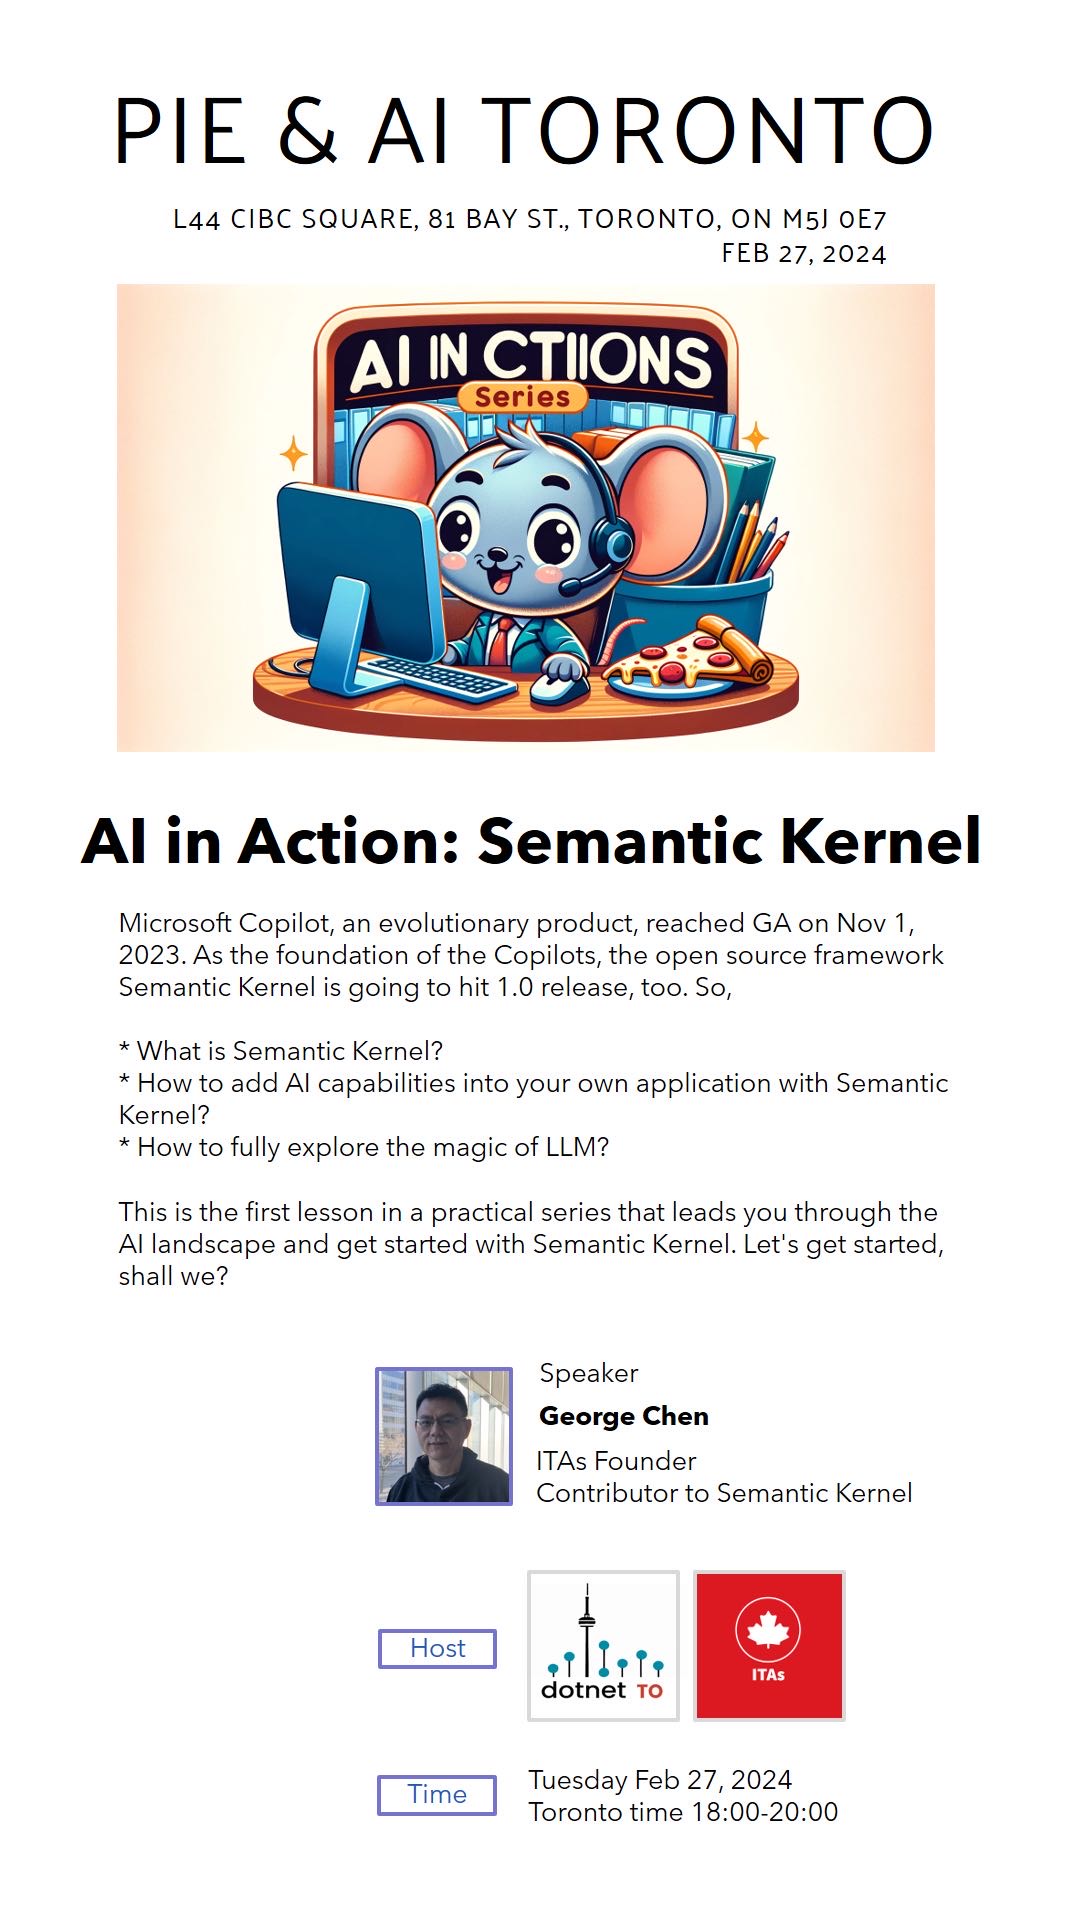 PIE & AI TORONTO
L44 CIBC SQUARE, 81 BAY ST., TORONTO, ON M5J 0E7
FEB 27, 2024
AI IN CTIIONS
Series
AI in Action: Semantic Kernel
Microsoft Copilot, an evolutionary product, reached GA on Nov 1,
2023. As the foundation of the Copilots, the open source framework
Semantic Kernel is going to hit 1.0 release, too. So,
* What is Semantic Kernel?
* How to add AI capabilities into your own application with Semantic
Kernel?
* How to fully explore the magic of LLM?
This is the first lesson in a practical series that leads you through the
AI landscape and get started with Semantic Kernel. Let's get started,
shall we?
Speaker
George Chen
ITAs Founder
Contributor to Semantic Kernel
Host
dotnet TO
ITAs
Time
Tuesday Feb 27, 2024
Toronto time 18:00-20:00